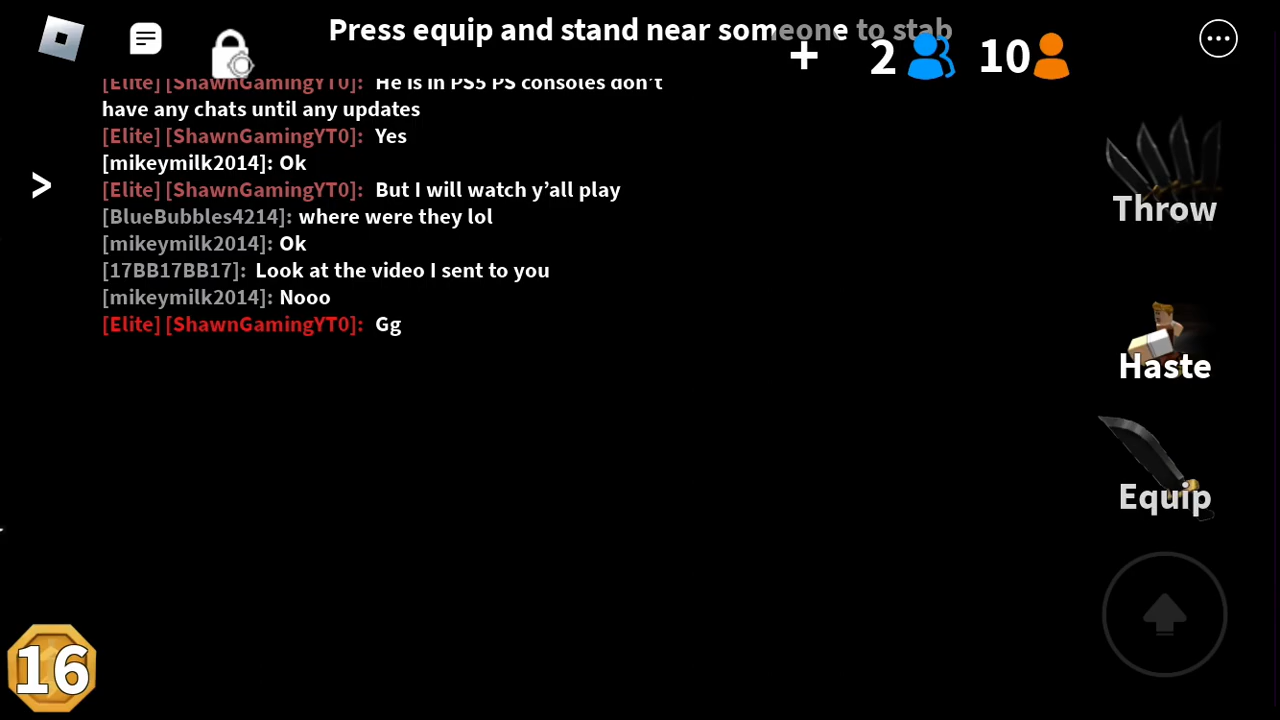 Press equip and stand near someone to stab
+ 2 10
[Elite] [ShawnGamingYT0]: He is in PS5 PS consoles don't
have any chats until any updates
[Elite] [ShawnGamingYT0]: Yes
[mikeymilk2014]: Ok
>
[Elite] [ShawnGamingYT0]: But I will watch y'all play
[BlueBubbles4214]: where were they lol
[mikeymilk2014]: Ok
[17BB17BB17]: Look at the video I sent to you
[mikeymilk2014]: Nooo
[Elite] [ShawnGamingYT0]: Gg
Throw
Haste
Equip
16